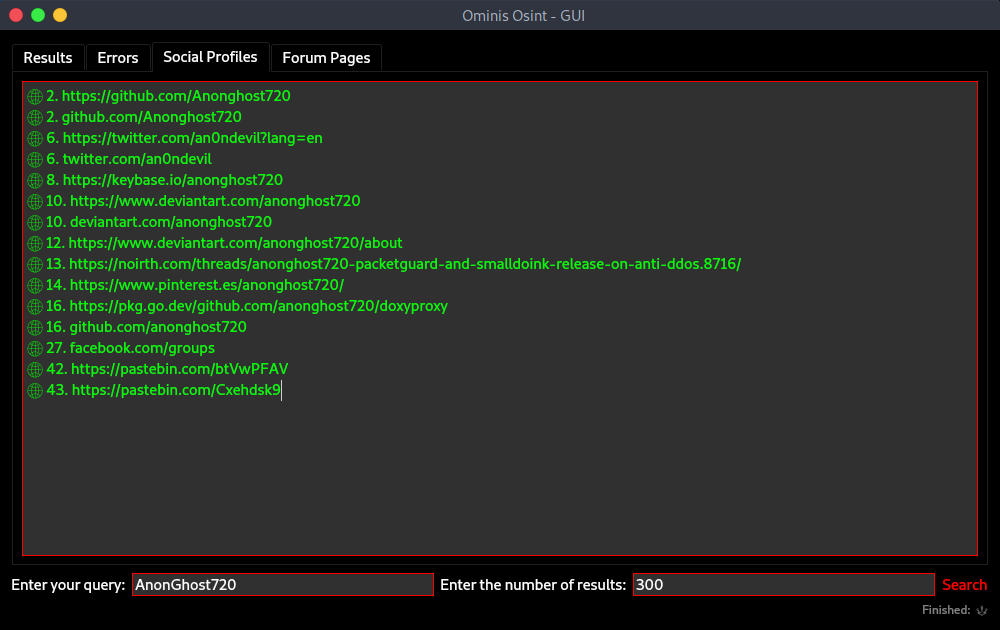 Ominis Osint - GUI
Results Errors Social Profiles Forum Pages
2. https://github.com/Anonghost720
2. github.com/Anonghost720
6. https://twitter.com/an0ndevil?lang=en
6. twitter.com/an0ndevil
8. https://keybase.io/anonghost720
10. https://www.deviantart.com/anonghost720
10. deviantart.com/anonghost720
12. https://www.deviantart.com/anonghost720/about
13. https://noirth.com/threads/anonghost720-packetguard-and-smalldoink-release-on-anti-ddos.8716/
14. https://www.pinterest.es/anonghost720/
16. https://pkg.go.dev/github.com/anonghost720/doxyproxy
16. github.com/anonghost720
27. facebook.com/groups
42. https://pastebin.com/btVwPFAV
43. https://pastebin.com/Cxehdsk9
Enter your query: AnonGhost720 Enter the number of results: 300 Search
Finished: